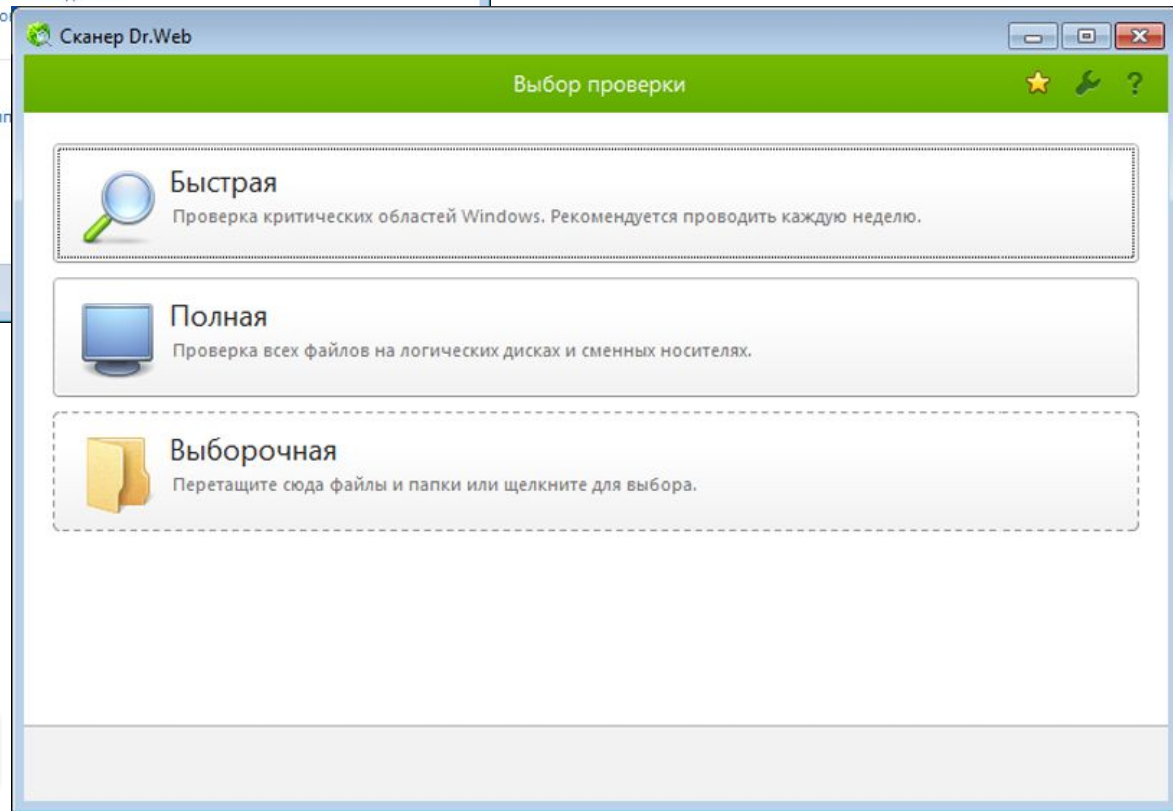 Сканер Dr.Web
Выбор проверки
?
Быстрая
Проверка критических областей Windows. Рекомендуется проводить каждую неделю.
Полная
Проверка всех файлов на логических дисках и сменных носителях.
Выборочная
Перетащите сюда файлы и папки или щелкните для выбора.